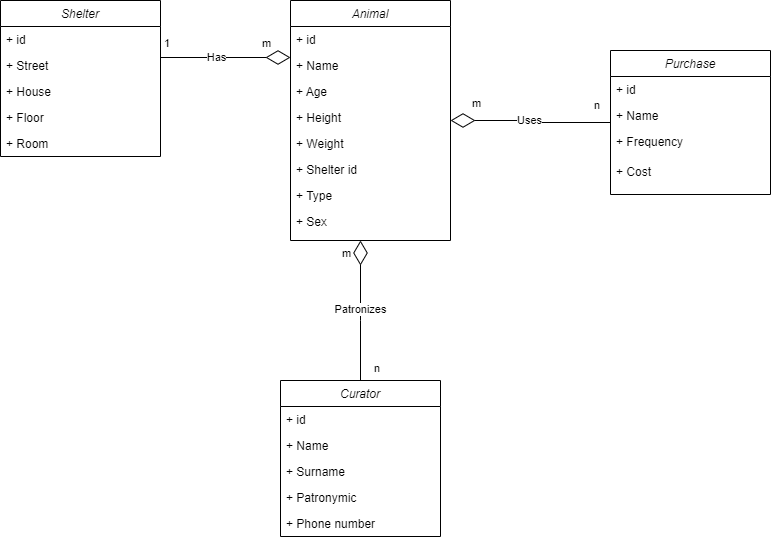 Shelter
+ id
+ Street
+ House
+ Floor
+ Room
1
Has
m
Animal
+ id
+ Name
+ Age
+ Height
+ Weight
+ Shelter id
+ Type
+ Sex
m
Uses
n
Purchase
+ id
+ Name
+ Frequency
+ Cost
m
Patronizes
n
Curator
+ id
+ Name
+ Surname
+ Patronymic
+ Phone number